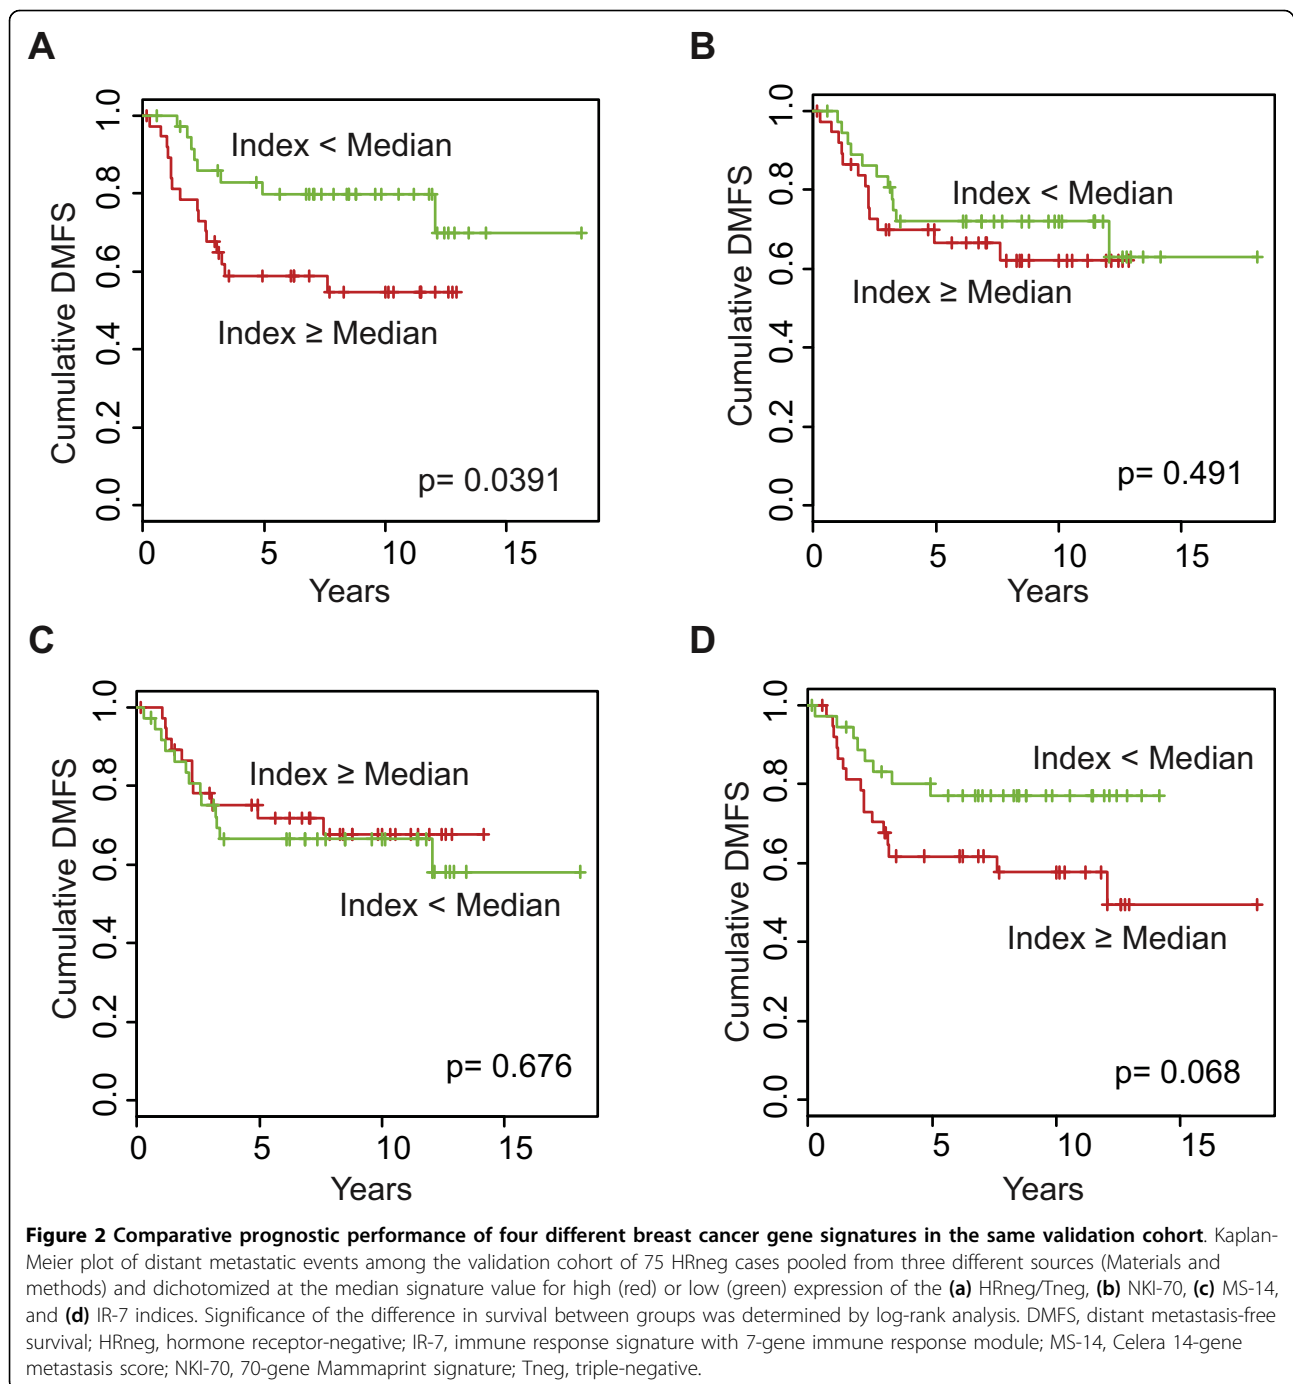 A
Cumulative DMFS
0.0 0.2 0.4 0.6 0.8 1.0
Index < Median
Index ≥ Median
p= 0.0391
0 5 10 15
Years
B
Cumulative DMFS
0.0 0.2 0.4 0.6 0.8 1.0
Index < Median
Index ≥ Median
p= 0.491
0 5 10 15
Years
C
Cumulative DMFS
0.0 0.2 0.4 0.6 0.8 1.0
Index ≥ Median
Index < Median
p= 0.676
0 5 10 15
Years
D
Cumulative DMFS
0.0 0.2 0.4 0.6 0.8 1.0
Index < Median
Index ≥ Median
p= 0.068
0 5 10 15
Years
Figure 2 Comparative prognostic performance of four different breast cancer gene signatures in the same validation cohort. Kaplan-
Meier plot of distant metastatic events among the validation cohort of 75 HRneg cases pooled from three different sources (Materials and
methods) and dichotomized at the median signature value for high (red) or low (green) expression of the (a) HRneg/Tneg, (b) NKI-70, (c) MS-14,
and (d) IR-7 indices. Significance of the difference in survival between groups was determined by log-rank analysis. DMFS, distant metastasis-free
survival; HRneg, hormone receptor-negative; IR-7, immune response signature with 7-gene immune response module; MS-14, Celera 14-gene
metastasis score; NKI-70, 70-gene Mammaprint signature; Tneg, triple-negative.